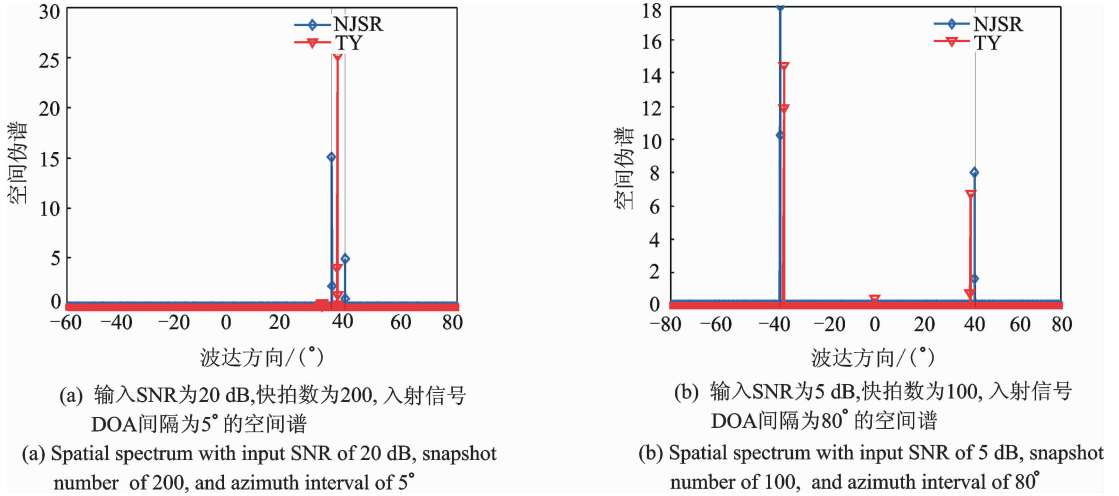 30
25
20
15
10
5
0
空间伪谱
NJSR
TY
−60 −40 −20 0 20 40 60 80
波达方向/(°)
(a) 输入SNR为20 dB,快拍数为200, 入射信号
DOA间隔为5°的空间谱
(a) Spatial spectrum with input SNR of 20 dB, snapshot
number of 200, and azimuth interval of 5°
18
16
14
12
10
8
6
4
2
0
空间伪谱
NJSR
TY
−80 −60 −40 −20 0 20 40 60 80
波达方向/(°)
(b) 输入SNR为5 dB,快拍数为100, 入射信号
DOA间隔为80°的空间谱
(b) Spatial spectrum with input SNR of 5 dB, snapshot
number of 100, and azimuth interval of 80°